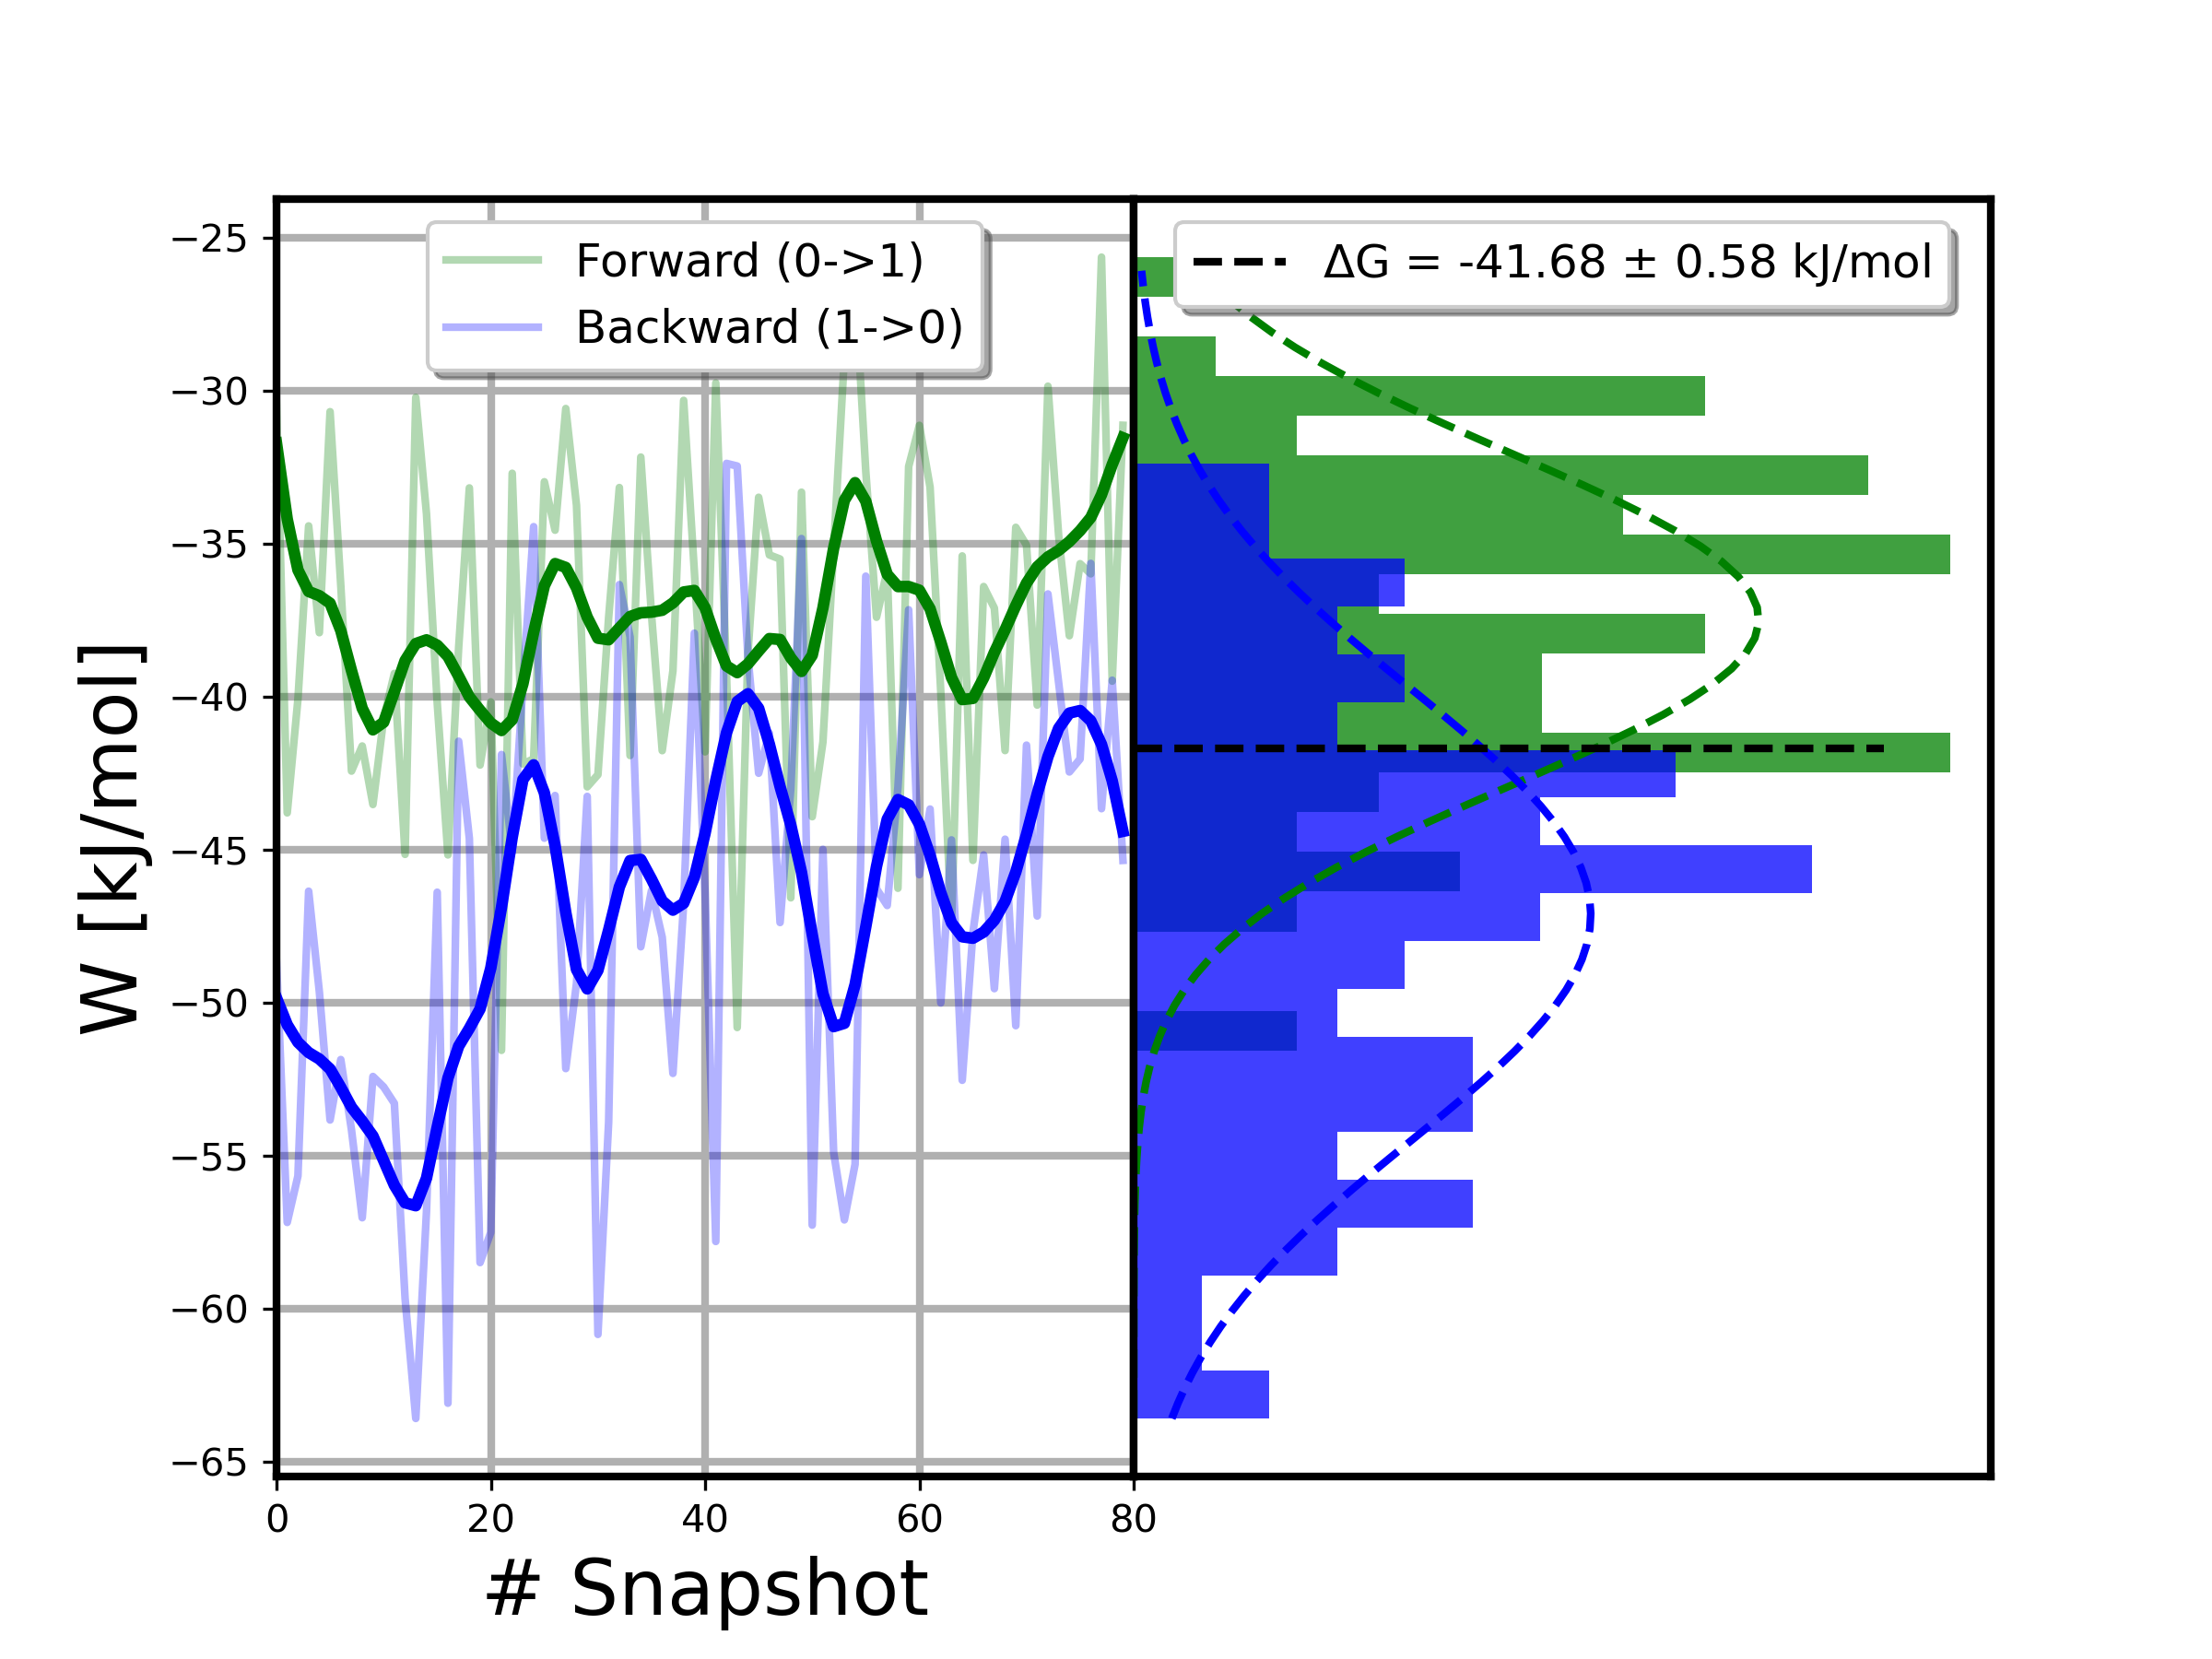 Forward (0->1)
Backward (1->0)
ΔG = -41.68 ± 0.58 kJ/mol
W [kJ/mol]
−25
−30
−35
−40
−45
−50
−55
−60
−65
0 20 40 60 80
# Snapshot